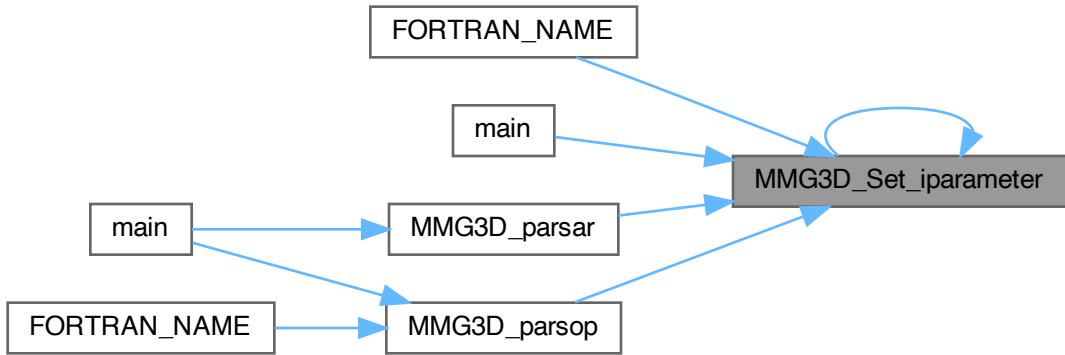 FORTRAN_NAME
main
MMG3D_Set_iparameter
main
MMG3D_parsar
FORTRAN_NAME
MMG3D_parsop